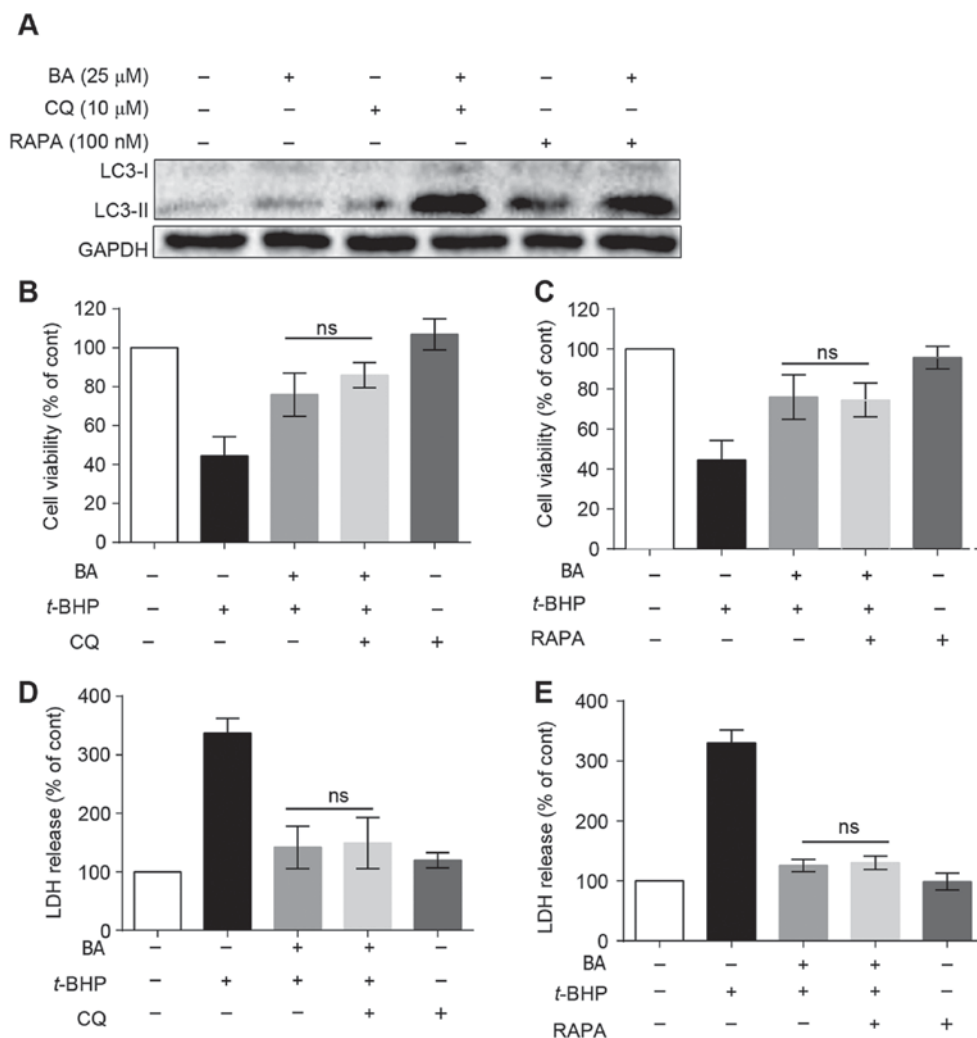 A
BA (25 μM) – + – + – +
CQ (10 μM) – – + + – –
RAPA (100 nM) – – – – + +
LC3-I
LC3-II
GAPDH
B
Cell viability (% of cont)
120
100
80
60
40
20
0
ns
BA – – + + –
t-BHP – + + + –
CQ – – – + +
C
Cell viability (% of cont)
120
100
80
60
40
20
0
ns
BA – – + + –
t-BHP – + + + –
RAPA – – – + +
D
LDH release (% of cont)
400
300
200
100
0
ns
BA – – + + –
t-BHP – + + + –
CQ – – – + +
E
LDH release (% of cont)
400
300
200
100
0
ns
BA – – + + –
t-BHP – + + + –
RAPA – – – + +